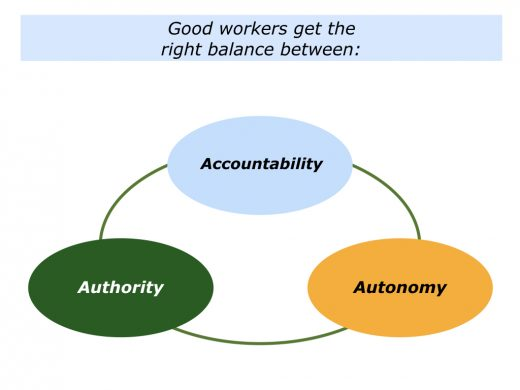 Good workers get the
right balance between:
Accountability
Authority
Autonomy